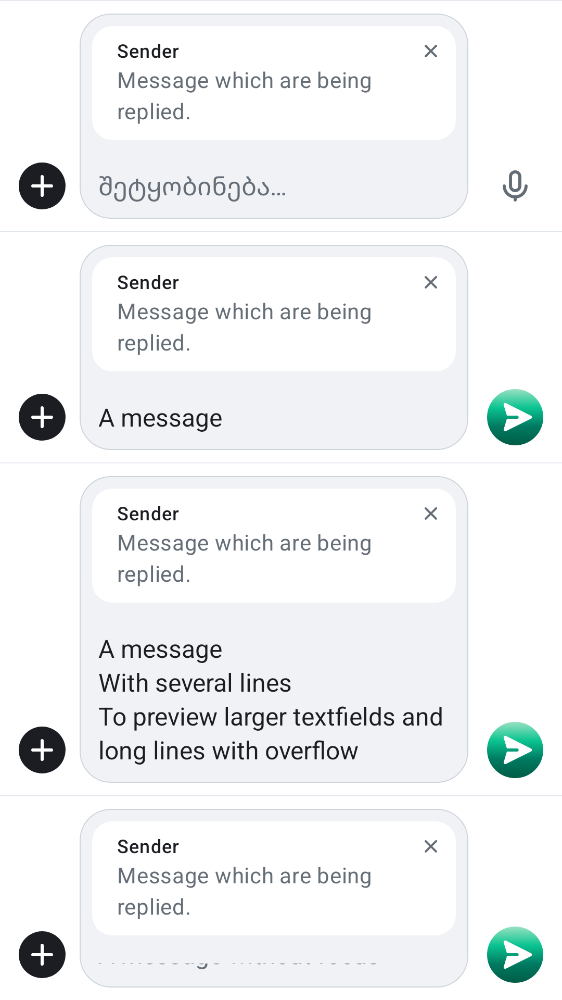 Sender
Message which are being
replied.
შეტყობინება...
Sender
Message which are being
replied.
A message
Sender
Message which are being
replied.
A message
With several lines
To preview larger textfields and
long lines with overflow
Sender
Message which are being
replied.